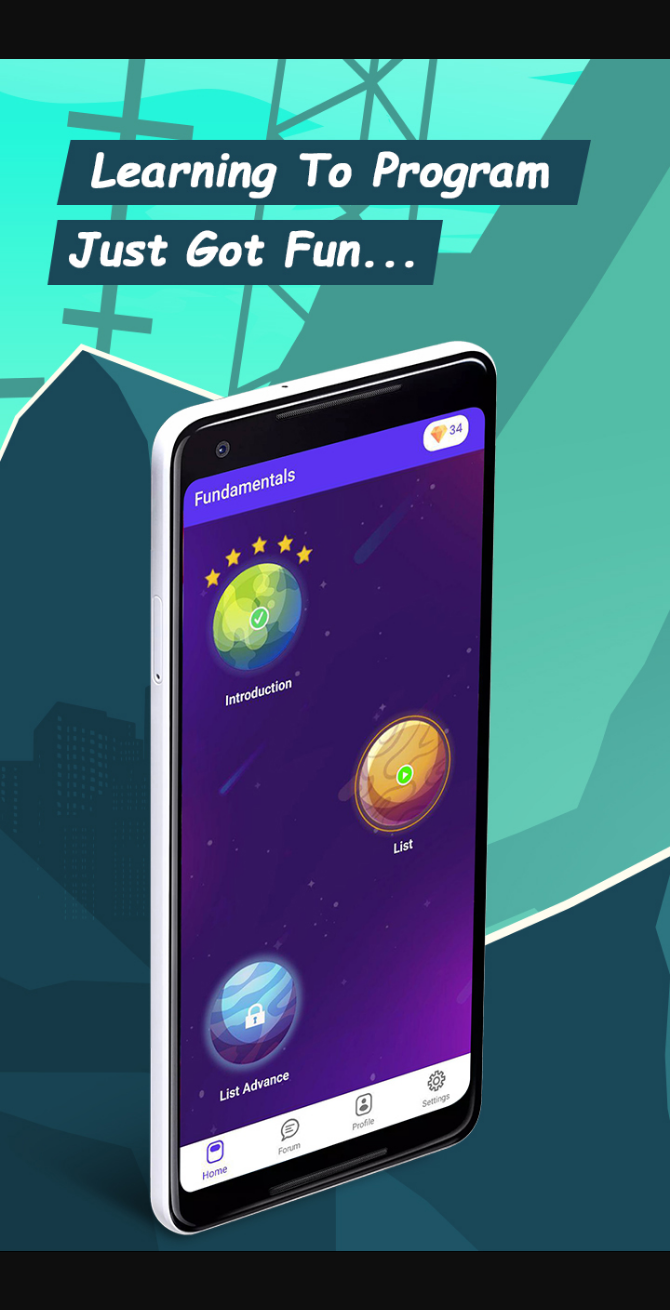 Learning To Program
Just Got Fun...
Fundamentals
34
Introduction
List
List Advance
Home
Forum
Profile
Settings